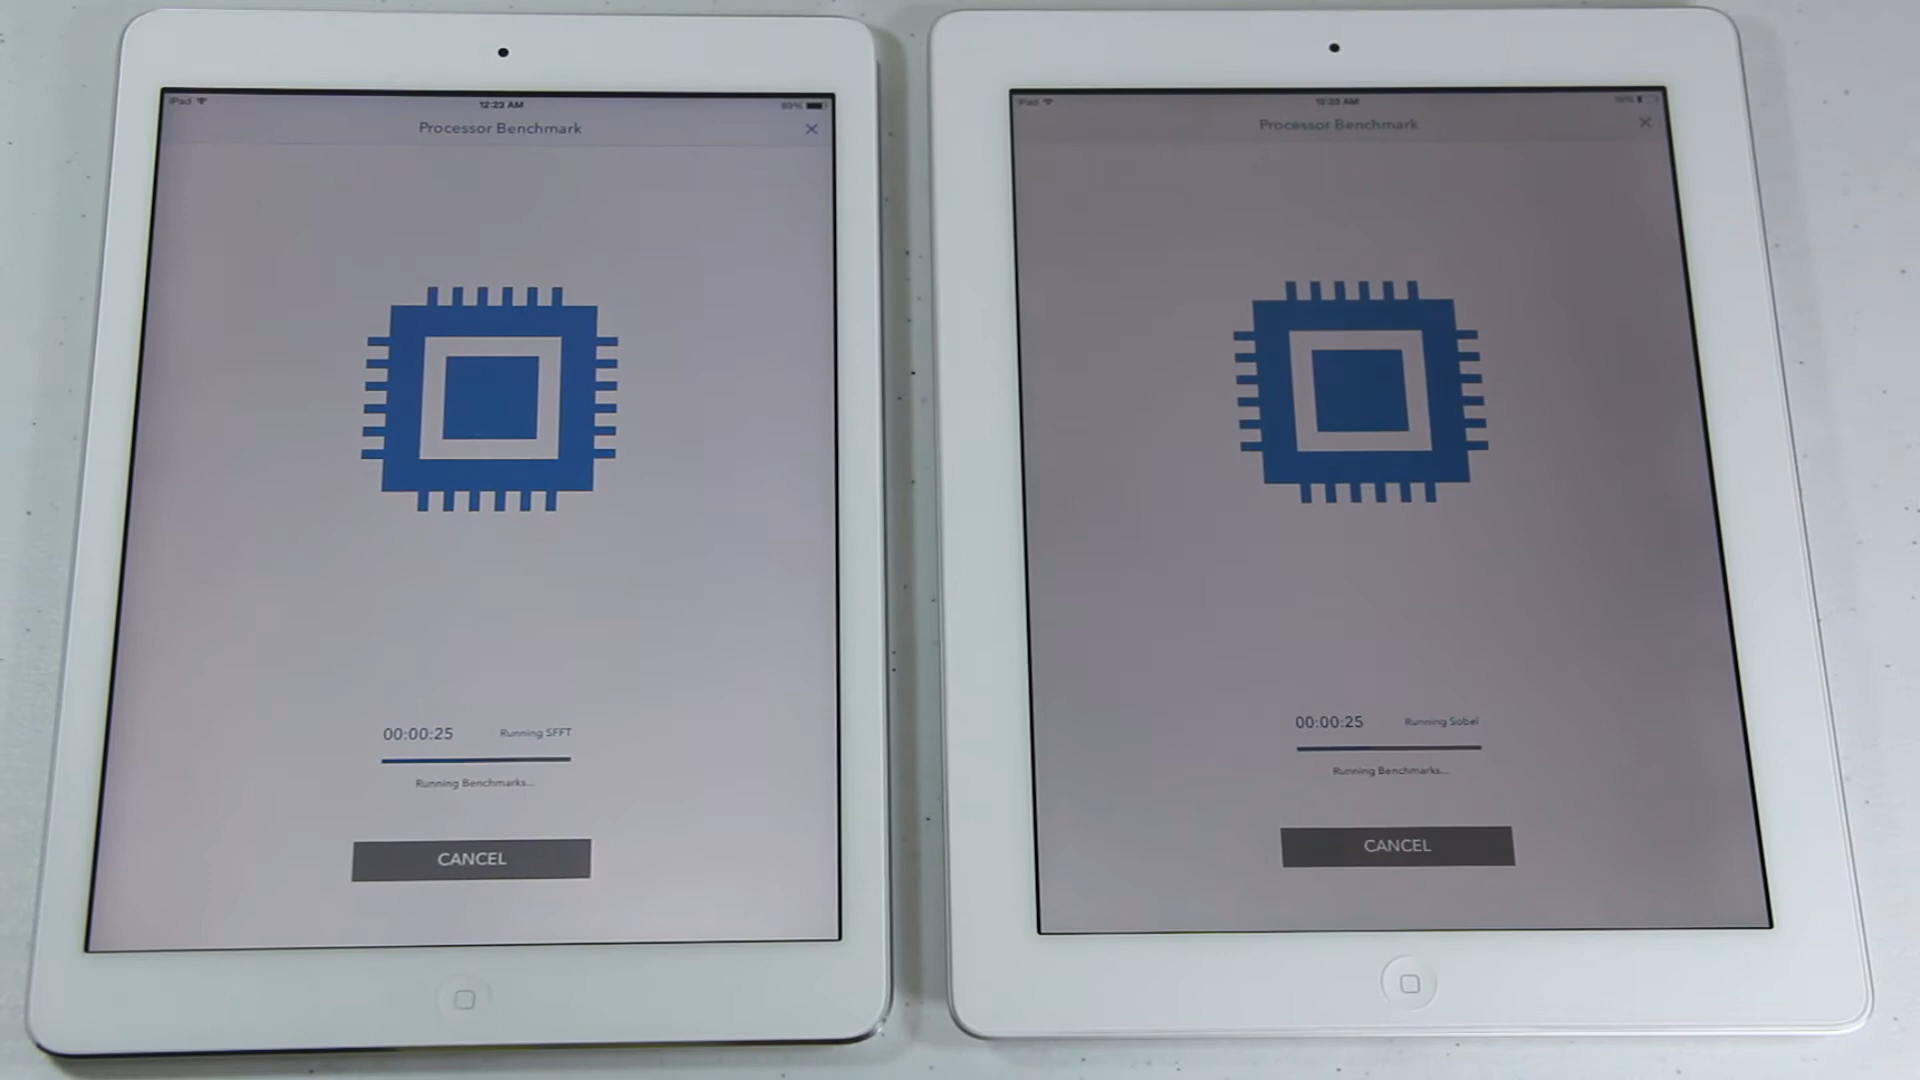 iPad
12:23 AM
89%
Processor Benchmark
00:00:25
Running SFFT
Running Benchmarks...
CANCEL
iPad
12:23 AM
Processor Benchmark
00:00:25
Running Sobel
Running Benchmarks...
CANCEL